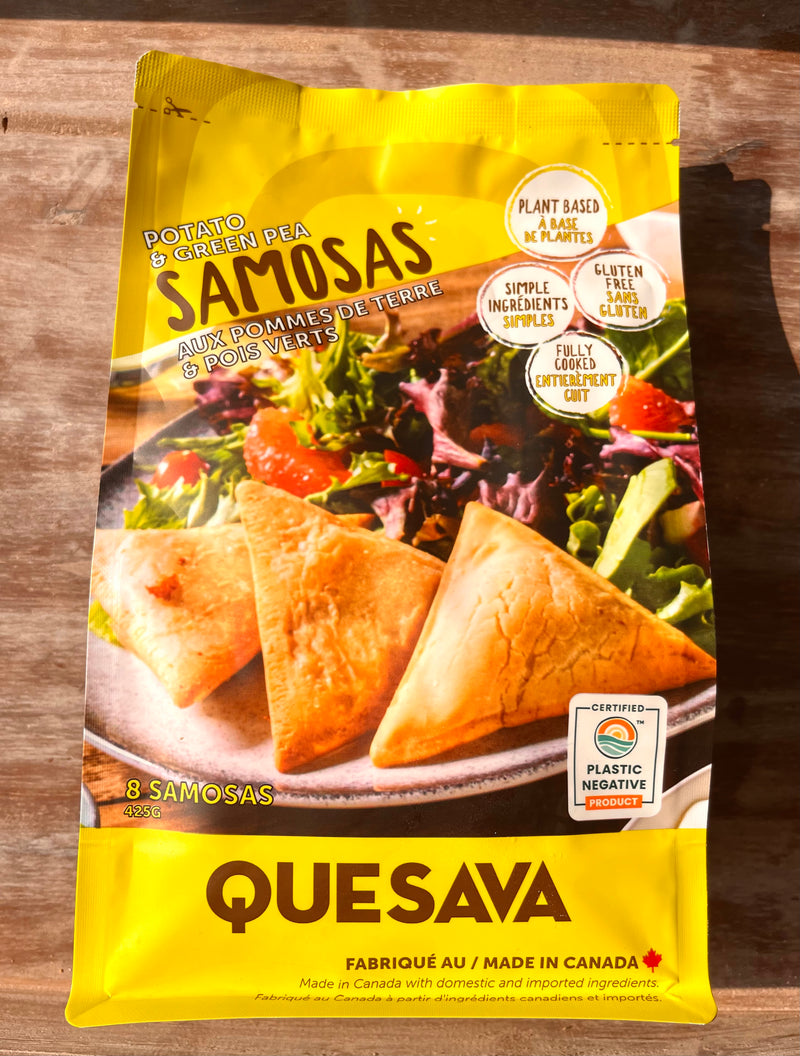 POTATO
& GREEN PEA
SAMOSAS
AUX POMMES DE TERRE
& POIS VERTS
PLANT BASED
À BASE
DE PLANTES
SIMPLE
INGRÉDIENTS
SIMPLES
GLUTEN
FREE
SANS
GLUTEN
FULLY
COOKED
ENTIEREMENT
CUIT
8 SAMOSAS
425G
CERTIFIED
TM
PLASTIC
NEGATIVE
PRODUCT
QUESAVA
FABRIQUÉ AU / MADE IN CANADA
Made in Canada with domestic and imported ingredients.
Fabriqué au Canada à partir d'ingrédients canadiens et importés.